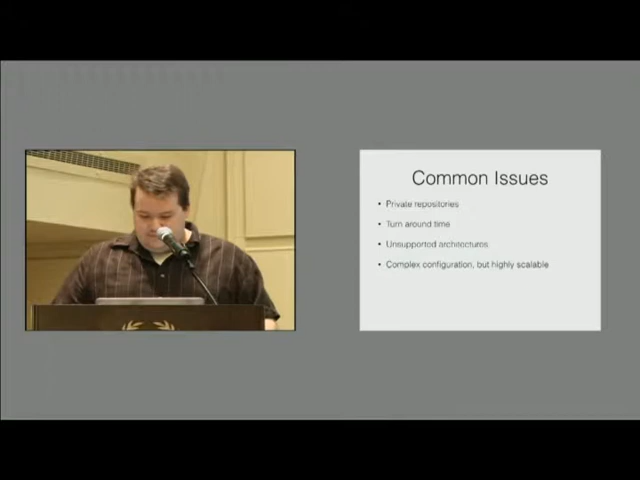 Common Issues
• Private repositories
• Turn around time
• Unsupported architectures
• Complex configuration, but highly scalable